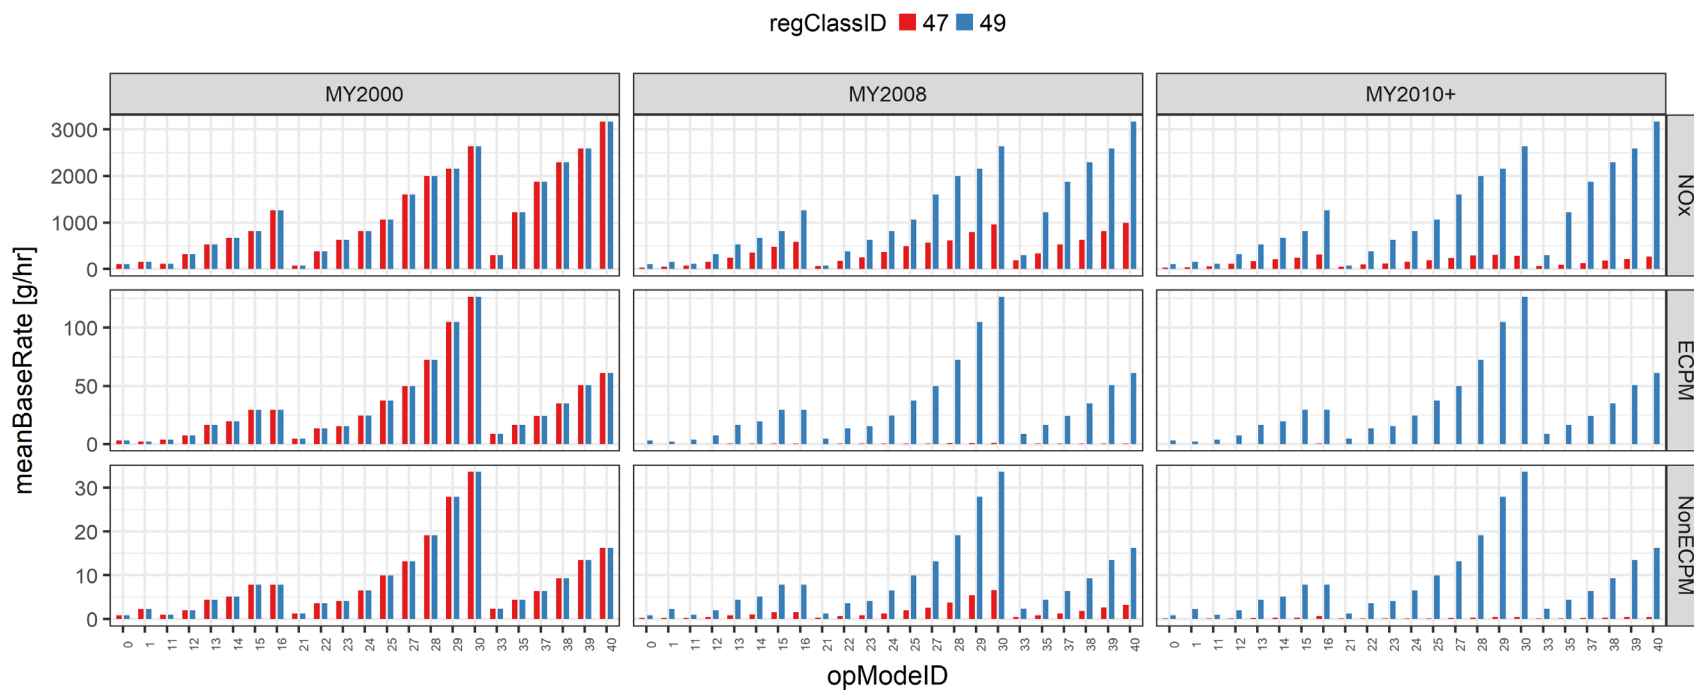 regClassID 47 49
MY2000 MY2008 MY2010+
meanBaseRate [g/hr]
3000
2000
1000
0
NOx
100
50
0
ECPM
30
20
10
0
NonECPM
0 1 11 12 13 14 15 16 21 22 23 24 25 27 28 29 30 33 35 37 38 39 40 0 1 11 12 13 14 15 16 21 22 23 24 25 27 28 29 30 33 35 37 38 39 40 0 1 11 12 13 14 15 16 21 22 23 24 25 27 28 29 30 33 35 37 38 39 40
opModeID